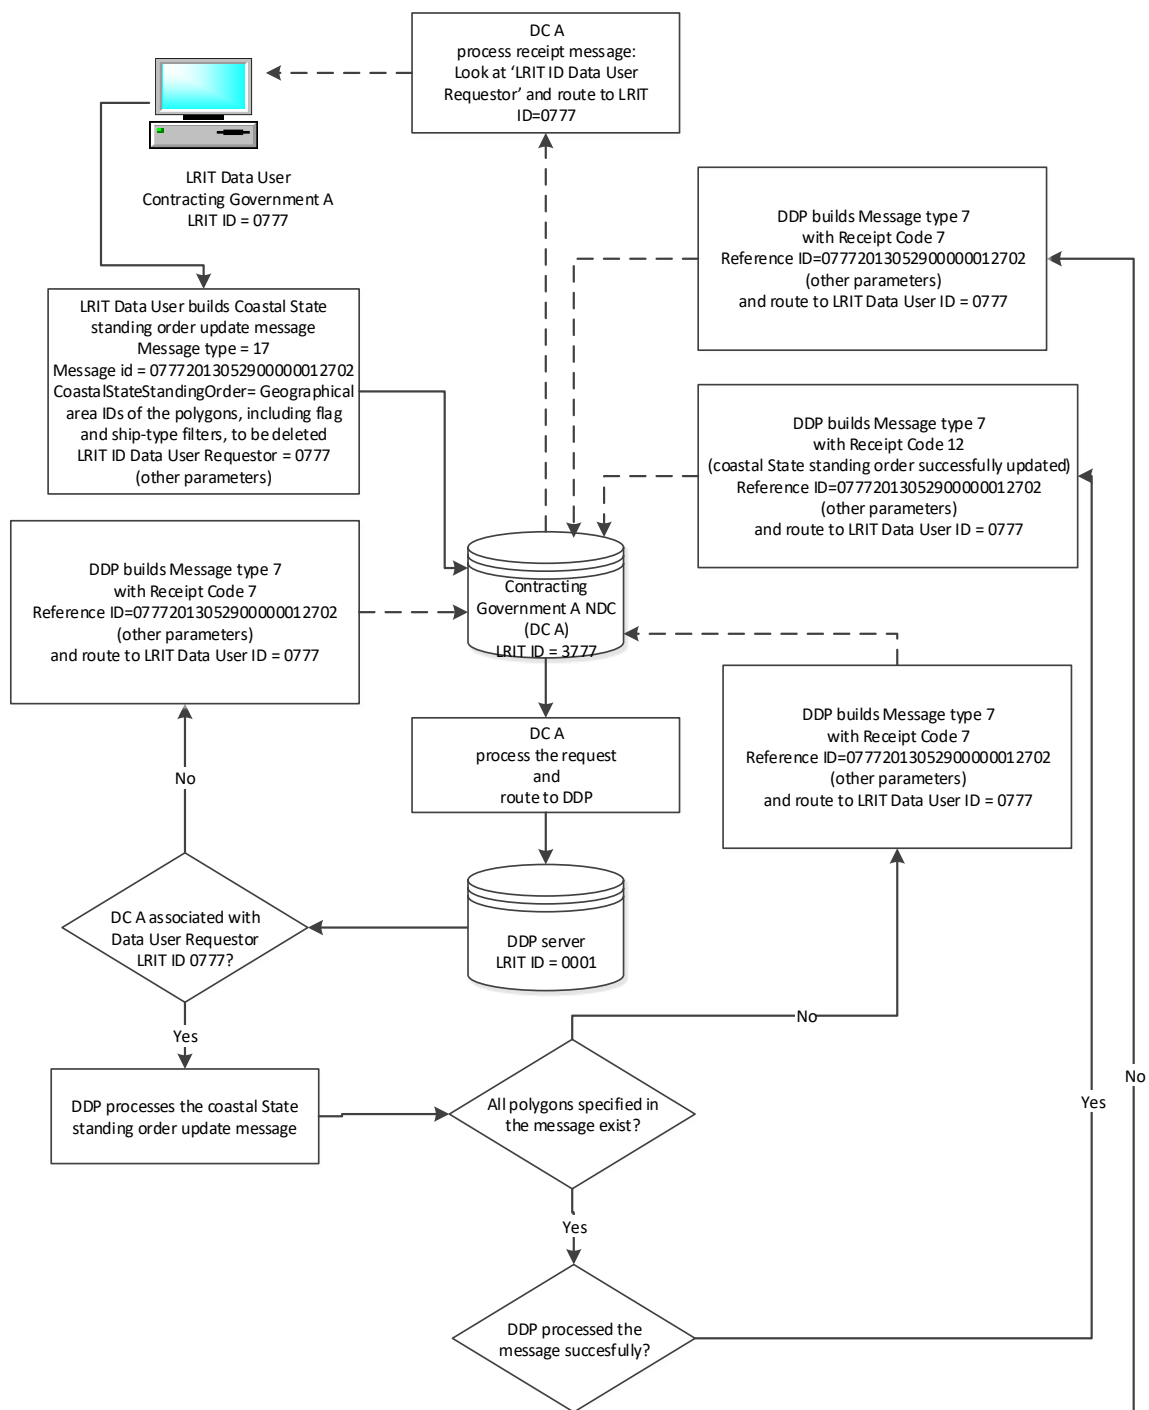 DC A
process receipt message:
Look at ‘LRIT ID Data User
Requestor’ and route to LRIT
ID=0777
LRIT Data User
Contracting Government A
LRIT ID = 0777
DDP builds Message type 7
with Receipt Code 7
Reference ID=07772013052900000012702
(other parameters)
and route to LRIT Data User ID = 0777
LRIT Data User builds Coastal State
standing order update message
Message type = 17
Message id = 07772013052900000012702
CoastalStateStandingOrder= Geographical
area IDs of the polygons, including flag
and ship-type filters, to be deleted
LRIT ID Data User Requestor = 0777
(other parameters)
DDP builds Message type 7
with Receipt Code 12
(coastal State standing order successfully updated)
Reference ID=07772013052900000012702
(other parameters)
and route to LRIT Data User ID = 0777
DDP builds Message type 7
with Receipt Code 7
Reference ID=07772013052900000012702
(other parameters)
and route to LRIT Data User ID = 0777
Contracting
Government A NDC
(DC A)
LRIT ID = 3777
DDP builds Message type 7
with Receipt Code 7
Reference ID=07772013052900000012702
(other parameters)
and route to LRIT Data User ID = 0777
DC A
process the request
and
route to DDP
No
DC A associated with
Data User Requestor
LRIT ID 0777?
DDP server
LRIT ID = 0001
No
Yes
No
Yes
DDP processes the coastal State
standing order update message
All polygons specified in
the message exist?
Yes
DDP processed the
message succesfully?